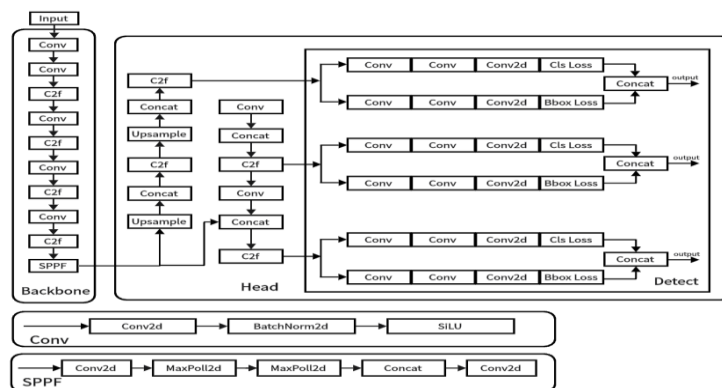 Input
Conv
Conv
C2f
Conv
C2f
Conv
C2f
Conv
C2f
SPPF
Backbone
C2f
Concat
Upsample
C2f
Concat
Upsample
Conv
Concat
C2f
Conv
Concat
C2f
Head
Conv Conv Conv2d Cls Loss
Concat output
Conv Conv Conv2d Bbox Loss
Conv Conv Conv2d Cls Loss
Concat output
Conv Conv Conv2d Bbox Loss
Conv Conv Conv2d Cls Loss
Concat output
Conv Conv Conv2d Bbox Loss
Detect
Conv2d BatchNorm2d SiLU
Conv
Conv2d MaxPoll2d MaxPoll2d Concat Conv2d
SPPF